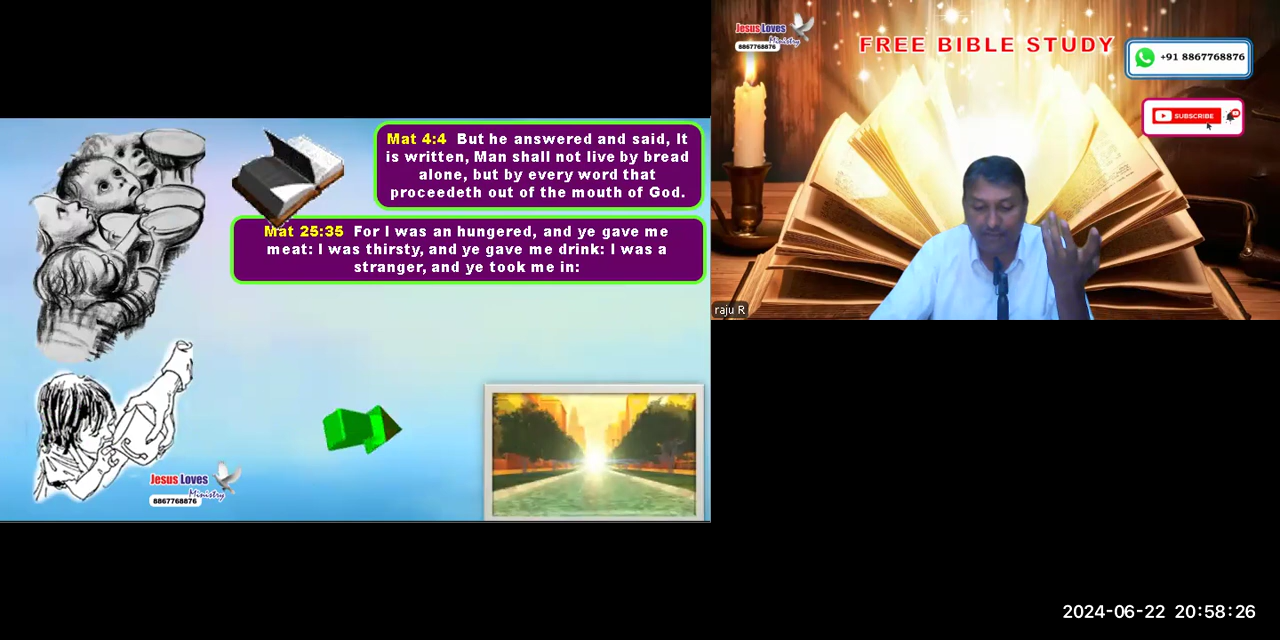 Mat 4:4 But he answered and said, It
is written, Man shall not live by bread
alone, but by every word that
proceedeth out of the mouth of God.
Mat 25:35 For I was an hungered, and ye gave me
meat: I was thirsty, and ye gave me drink: I was a
stranger, and ye took me in:
Jesus Loves
Ministry
8867768876
Jesus Loves
Ministry
8867768876
FREE BIBLE STUDY
+91 8867768876
SUBSCRIBE
raju R
2024-06-22 20:58:26